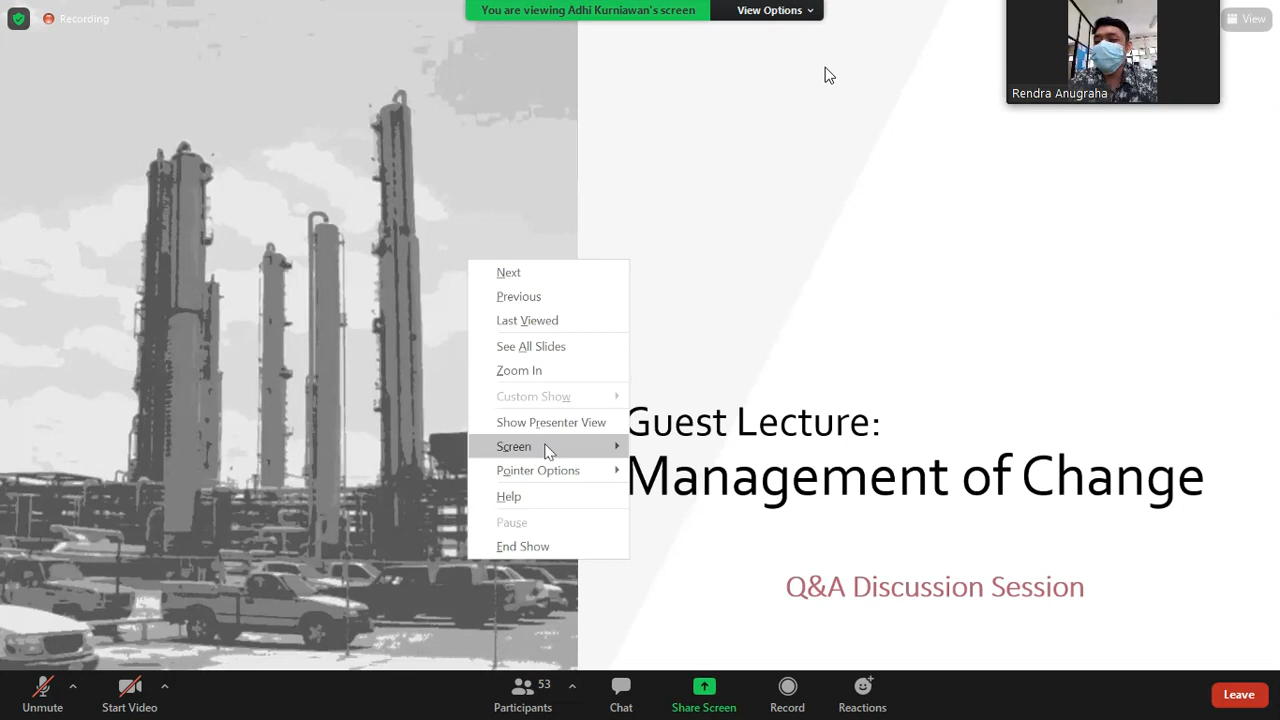 Recording
You are viewing Adhi Kurniawan's screen
View Options
View
Rendra Anugraha
Next
Previous
Last Viewed
See All Slides
Zoom In
Custom Show
Show Presenter View
Screen
Pointer Options
Help
Pause
End Show
Guest Lecture:
Management of Change
Q&A Discussion Session
Unmute
Start Video
53
Participants
Chat
Share Screen
Record
Reactions
Leave